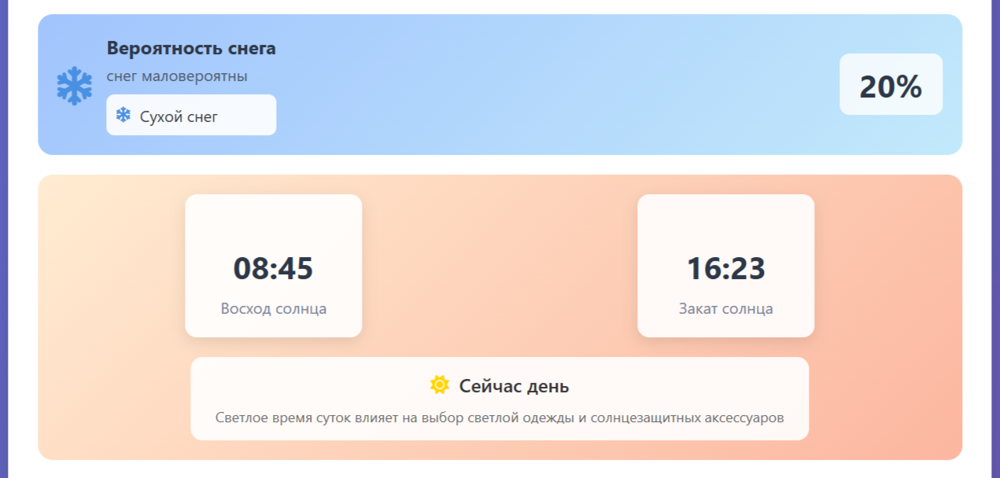 Вероятность снега
снег маловероятны
Сухой снег
20%
08:45
Восход солнца
16:23
Закат солнца
Сейчас день
Светлое время суток влияет на выбор светлой одежды и солнцезащитных аксессуаров